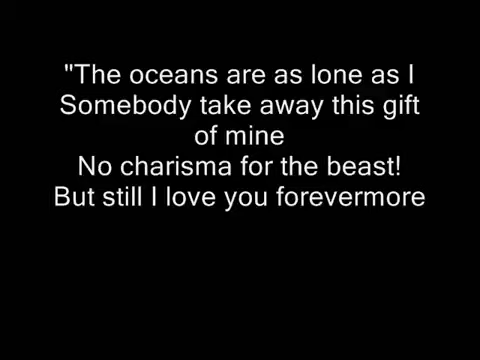 "The oceans are as lone as I
Somebody take away this gift
of mine
No charisma for the beast!
But still I love you forevermore